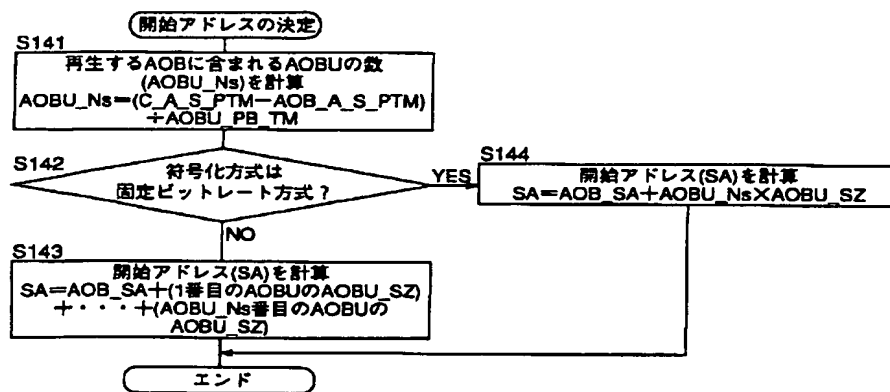 開始アドレスの決定
S141
再生するAOBに含まれるAOBUの数
(AOBU_Ns)を計算
AOBU_Ns=(C_A_S_PTM-AOB_A_S_PTM)
÷AOBU_PB_TM
S142
符号化方式は
固定ビットレート方式?
YES
S144
開始アドレス(SA)を計算
SA=AOB_SA+AOBU_Ns×AOBU_SZ
NO
S143
開始アドレス(SA)を計算
SA=AOB_SA+(1番目のAOBUのAOBU_SZ)
+・・・+(AOBU_Ns番目のAOBUの
AOBU_SZ)
エンド